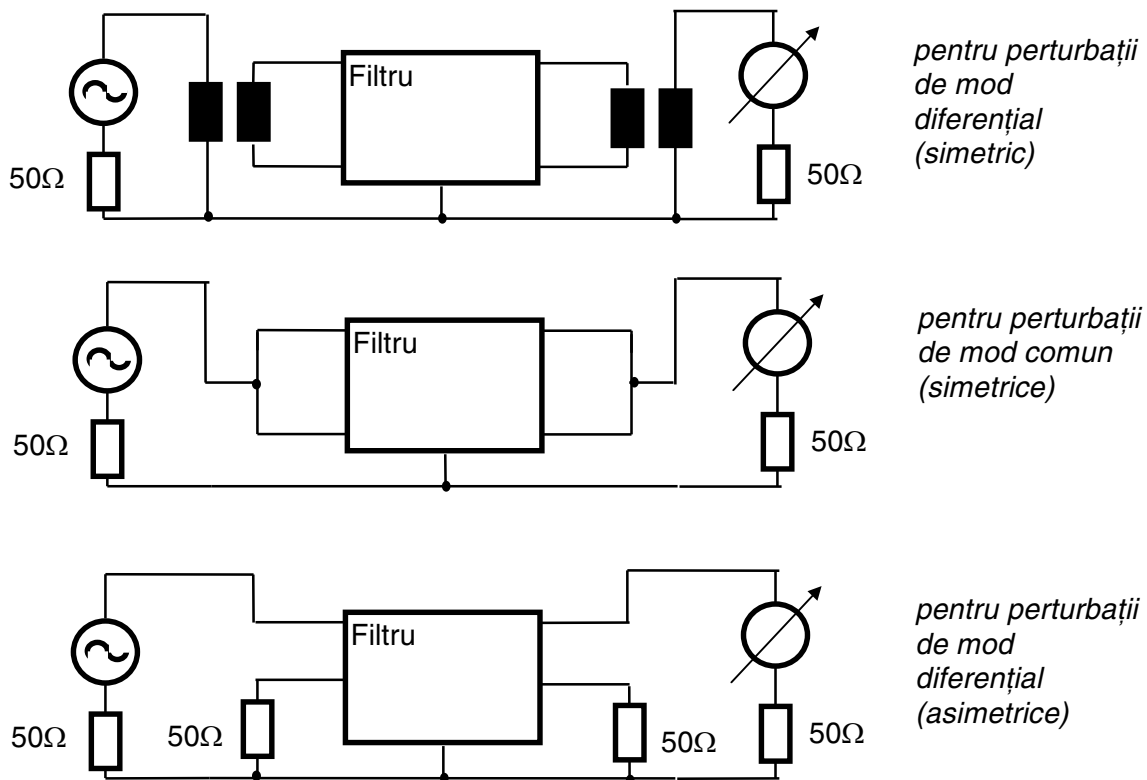 Filtru
50Ω
50Ω
pentru perturbații
de mod
diferențial
(simetric)
Filtru
50Ω
50Ω
pentru perturbații
de mod comun
(simetrice)
Filtru
50Ω
50Ω
50Ω
50Ω
pentru perturbații
de mod
diferențial
(asimetrice)